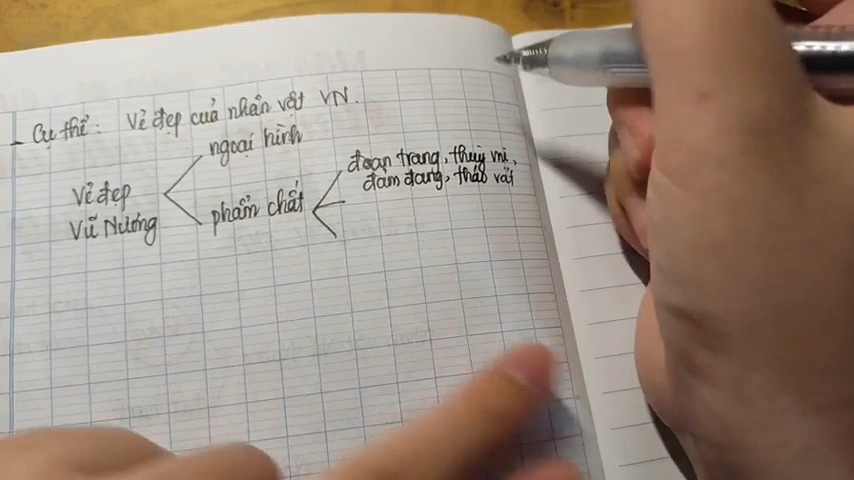 - Cụ thể: Vẻ đẹp của nhân vật VN.
ngoại hình
Vẻ đẹp
Vũ Nương
phẩm chất
đoan trang, thuỳ mị,
đảm đang, tháo vát